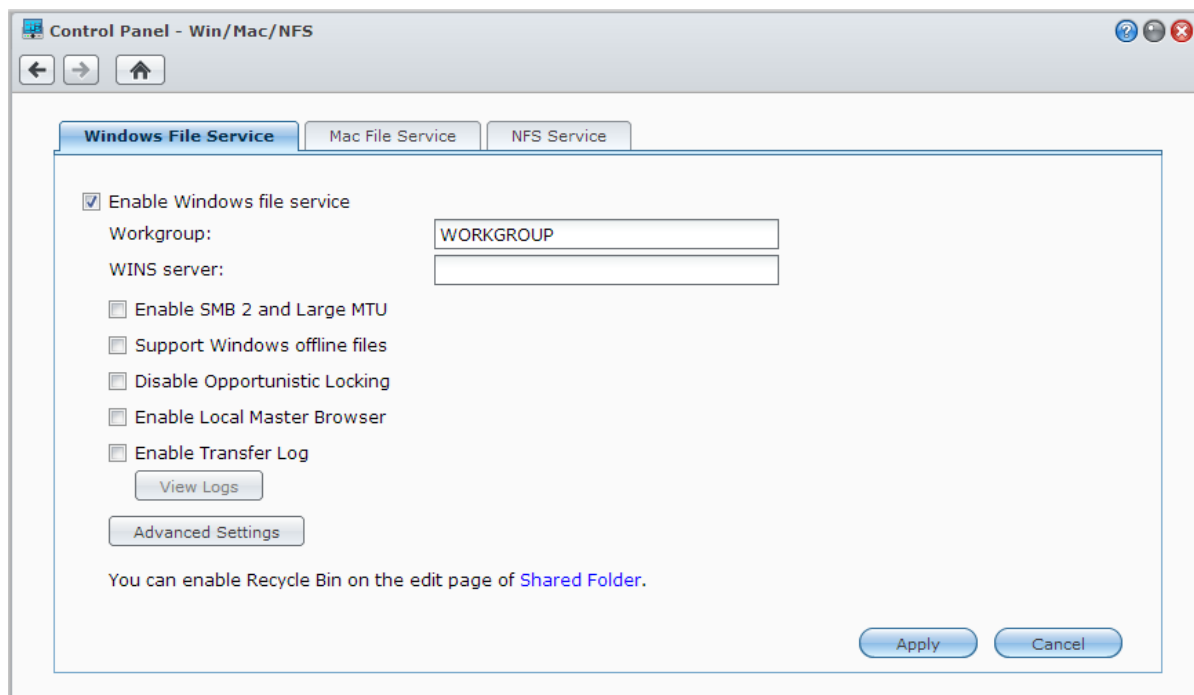 Control Panel - Win/Mac/NFS
Windows File Service
Mac File Service
NFS Service
Enable Windows file service
Workgroup:
WORKGROUP
WINS server:
Enable SMB 2 and Large MTU
Support Windows offline files
Disable Opportunistic Locking
Enable Local Master Browser
Enable Transfer Log
View Logs
Advanced Settings
You can enable Recycle Bin on the edit page of Shared Folder.
Apply
Cancel